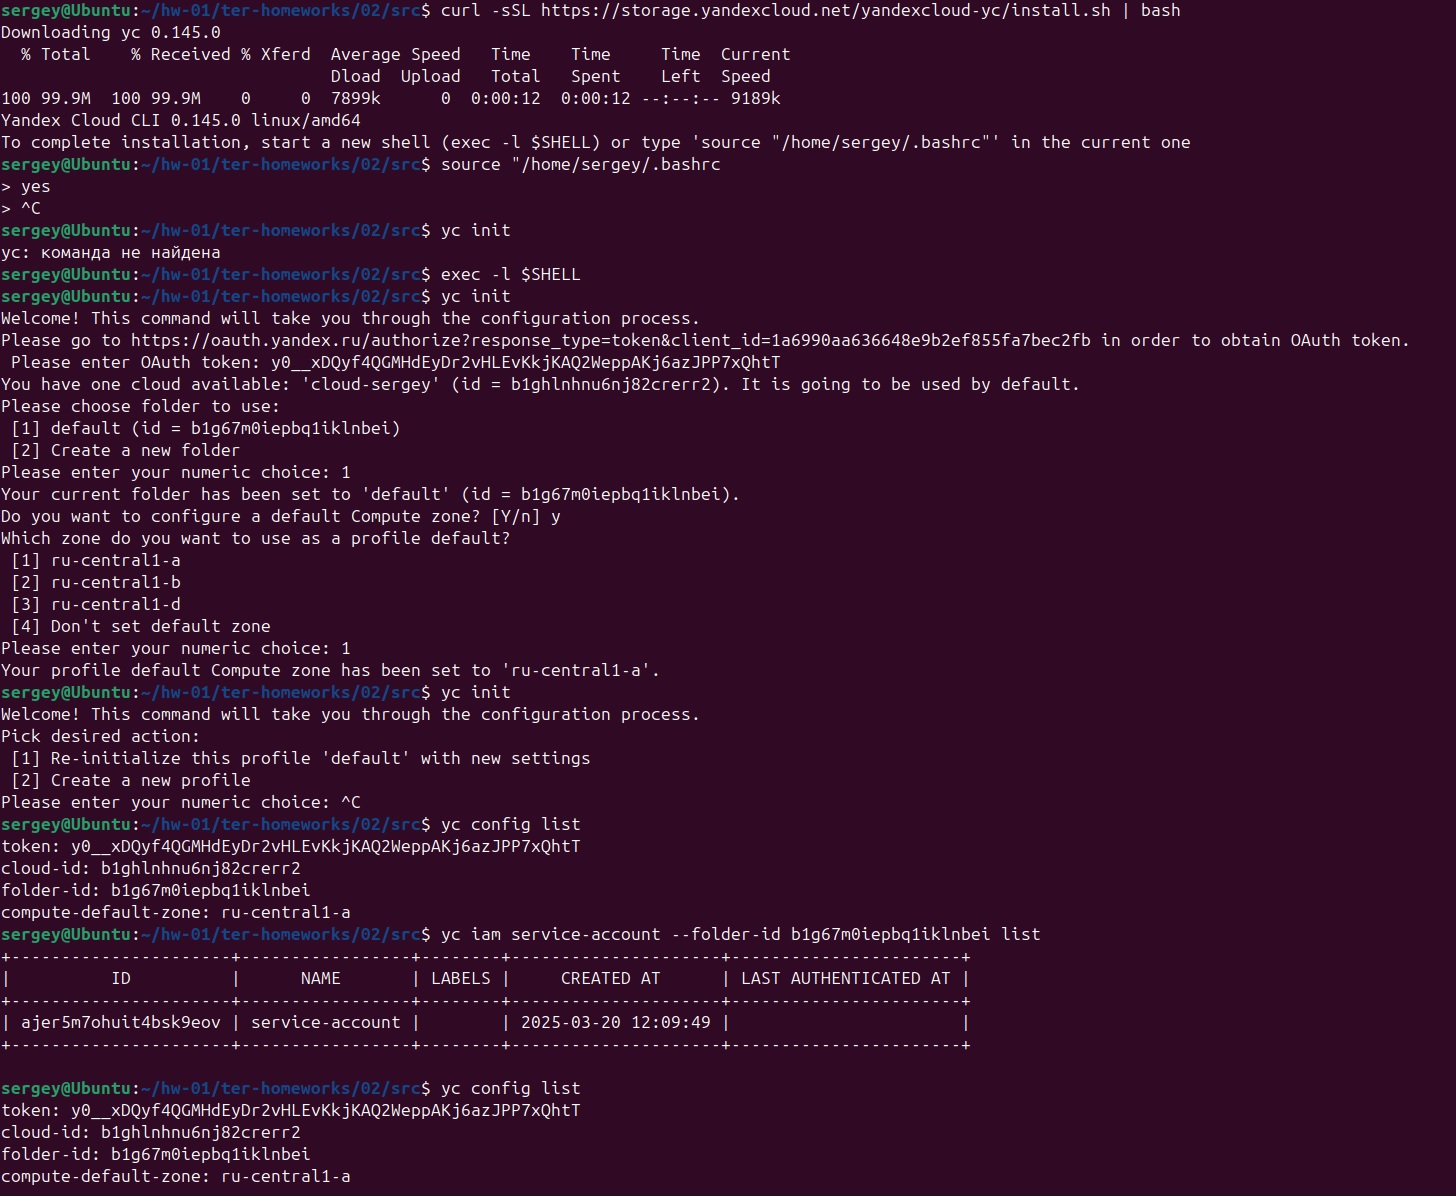 sergey@Ubuntu:~/hw-01/ter-homeworks/02/src$ curl -sSL https://storage.yandexcloud.net/yandexcloud-yc/install.sh | bash
Downloading yc 0.145.0
  % Total    % Received % Xferd  Average Speed   Time    Time     Time  Current
                                 Dload  Upload   Total   Spent    Left  Speed
100 99.9M  100 99.9M    0     0  7899k      0  0:00:12  0:00:12 --:--:-- 9189k
Yandex Cloud CLI 0.145.0 linux/amd64
To complete installation, start a new shell (exec -l $SHELL) or type 'source "/home/sergey/.bashrc"' in the current one
sergey@Ubuntu:~/hw-01/ter-homeworks/02/src$ source "/home/sergey/.bashrc
> yes
> ^C
sergey@Ubuntu:~/hw-01/ter-homeworks/02/src$ yc init
yc: команда не найдена
sergey@Ubuntu:~/hw-01/ter-homeworks/02/src$ exec -l $SHELL
sergey@Ubuntu:~/hw-01/ter-homeworks/02/src$ yc init
Welcome! This command will take you through the configuration process.
Please go to https://oauth.yandex.ru/authorize?response_type=token&client_id=1a6990aa636648e9b2ef855fa7bec2fb in order to obtain OAuth token.
 Please enter OAuth token: y0__xDQyf4QGMHdEyDr2vHLEvKkjKAQ2WeppAKj6azJPP7xQhtT
You have one cloud available: 'cloud-sergey' (id = b1ghlnhnu6nj82crerr2). It is going to be used by default.
Please choose folder to use:
 [1] default (id = b1g67m0iepbq1iklnbei)
 [2] Create a new folder
Please enter your numeric choice: 1
Your current folder has been set to 'default' (id = b1g67m0iepbq1iklnbei).
Do you want to configure a default Compute zone? [Y/n] y
Which zone do you want to use as a profile default?
 [1] ru-central1-a
 [2] ru-central1-b
 [3] ru-central1-d
 [4] Don't set default zone
Please enter your numeric choice: 1
Your profile default Compute zone has been set to 'ru-central1-a'.
sergey@Ubuntu:~/hw-01/ter-homeworks/02/src$ yc init
Welcome! This command will take you through the configuration process.
Pick desired action:
 [1] Re-initialize this profile 'default' with new settings
 [2] Create a new profile
Please enter your numeric choice: ^C
sergey@Ubuntu:~/hw-01/ter-homeworks/02/src$ yc config list
token: y0__xDQyf4QGMHdEyDr2vHLEvKkjKAQ2WeppAKj6azJPP7xQhtT
cloud-id: b1ghlnhnu6nj82crerr2
folder-id: b1g67m0iepbq1iklnbei
compute-default-zone: ru-central1-a
sergey@Ubuntu:~/hw-01/ter-homeworks/02/src$ yc iam service-account --folder-id b1g67m0iepbq1iklnbei list
+----------------------+-----------------+--------+---------------------+-----------------------+
|          ID          |      NAME       | LABELS |     CREATED AT      | LAST AUTHENTICATED AT |
+----------------------+-----------------+--------+---------------------+-----------------------+
| ajer5m7ohuit4bsk9eov | service-account |        | 2025-03-20 12:09:49 |                       |
+----------------------+-----------------+--------+---------------------+-----------------------+
sergey@Ubuntu:~/hw-01/ter-homeworks/02/src$ yc config list
token: y0__xDQyf4QGMHdEyDr2vHLEvKkjKAQ2WeppAKj6azJPP7xQhtT
cloud-id: b1ghlnhnu6nj82crerr2
folder-id: b1g67m0iepbq1iklnbei
compute-default-zone: ru-central1-a